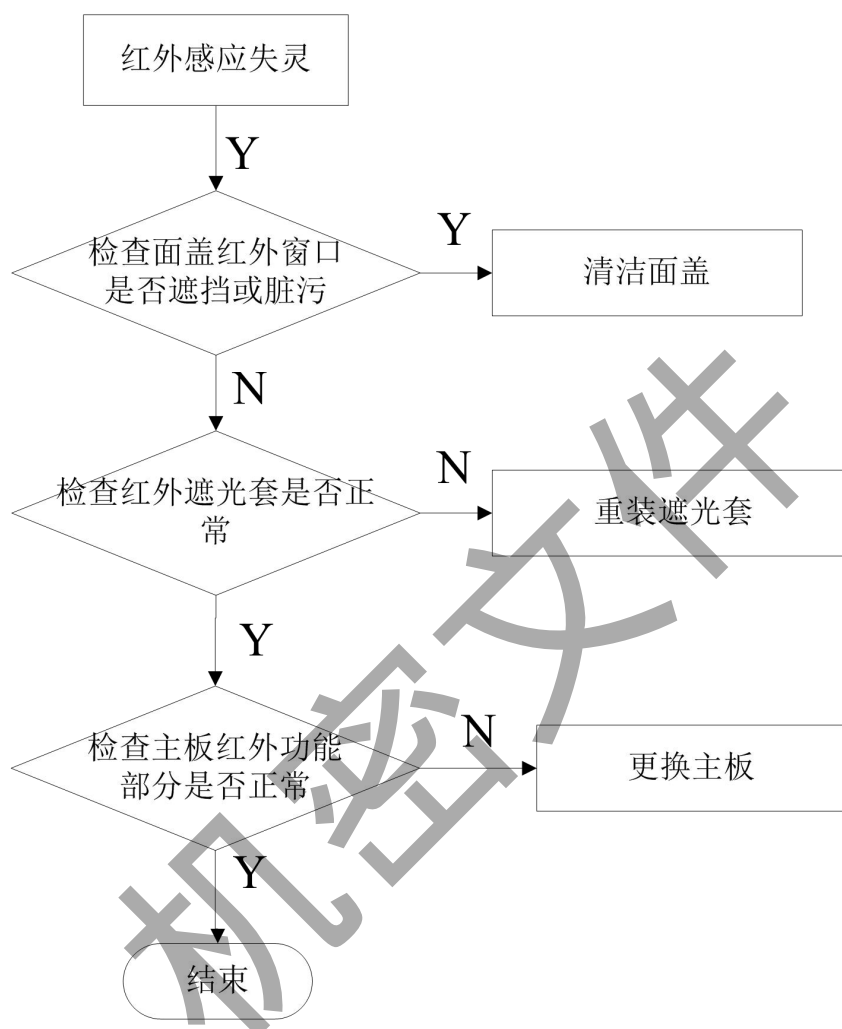 红外感应失灵
Y
检查面盖红外窗口
是否遮挡或脏污
Y
清洁面盖
N
检查红外遮光套是否正
常
N
重装遮光套
Y
检查主板红外功能
部分是否正常
N
更换主板
Y
结束
机密文件